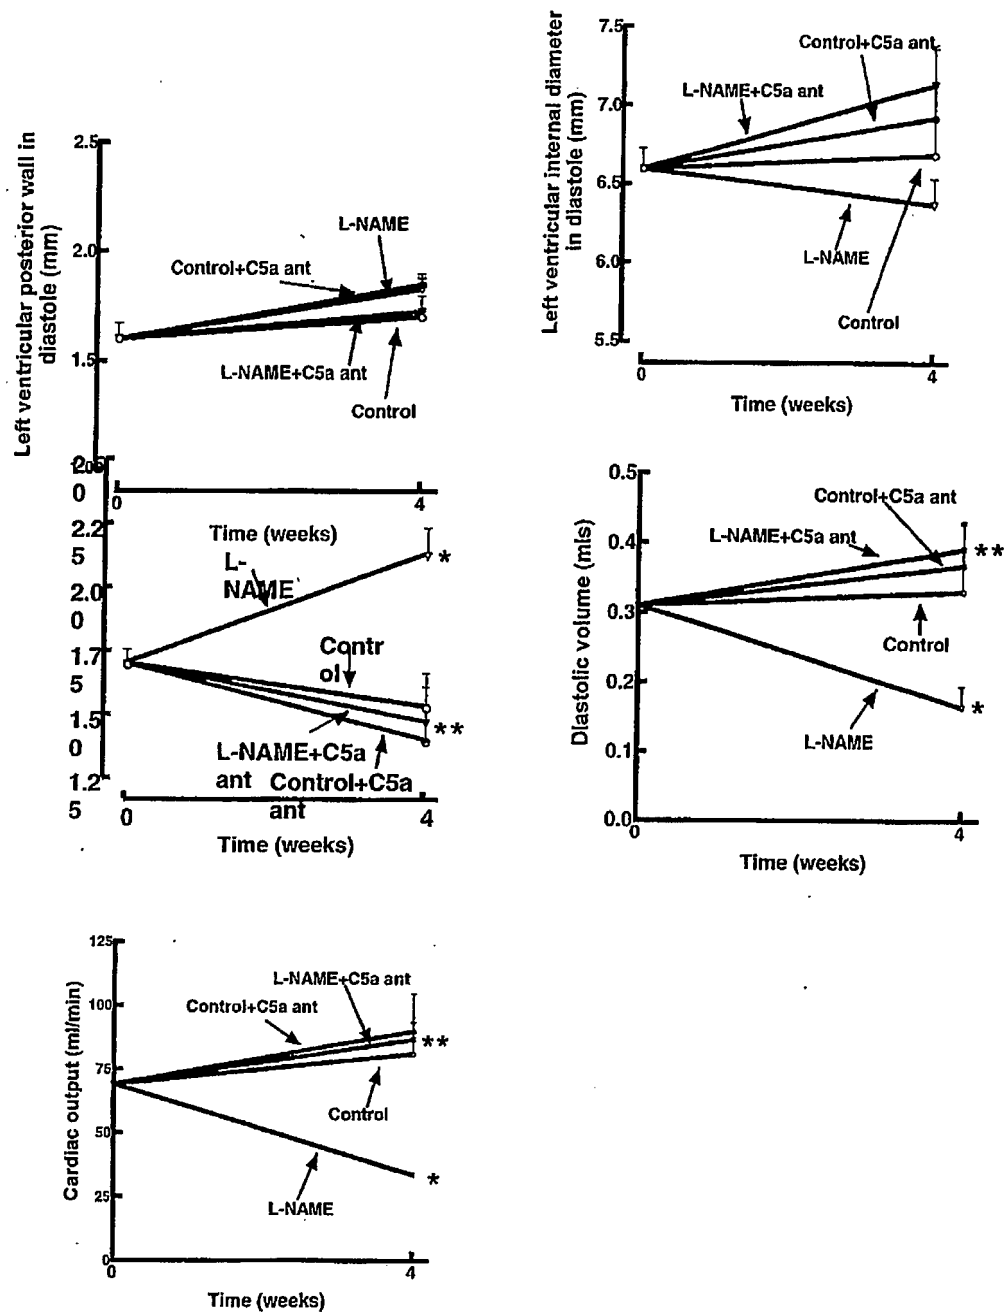 Left ventricular posterior wall in
diastole (mm)
2.5
2.0
1.5
L-NAME
Control+C5a ant
L-NAME+C5a ant
Control
0
4
Time (weeks)
Left ventricular internal diameter
in diastole (mm)
7.5
7.0
6.5
6.0
5.5
Control+C5a ant
L-NAME+C5a ant
L-NAME
Control
0
4
Time (weeks)
0
2.2
5
2.0
0
1.7
5
1.5
0
1.2
5
L-
NAME
*
Contr
ol
**
L-NAME+C5a
ant
Control+C5a
ant
0
4
Time (weeks)
Diastolic volume (mls)
0.5
0.4
0.3
0.2
0.1
0.0
Control+C5a ant
L-NAME+C5a ant
**
Control
*
L-NAME
0
4
Time (weeks)
Cardiac output (ml/min)
125
100
75
50
25
0
L-NAME+C5a ant
Control+C5a ant
**
Control
*
L-NAME
0
4
Time (weeks)